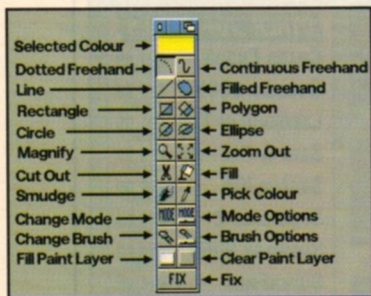 Selected Colour
Dotted Freehand Continuous Freehand
Line Filled Freehand
Rectangle Polygon
Circle Ellipse
Magnify Zoom Out
Cut Out Fill
Smudge Pick Colour
Change Mode MODE MODE Mode Options
Change Brush Brush Options
Fill Paint Layer Clear Paint Layer
FIX Fix